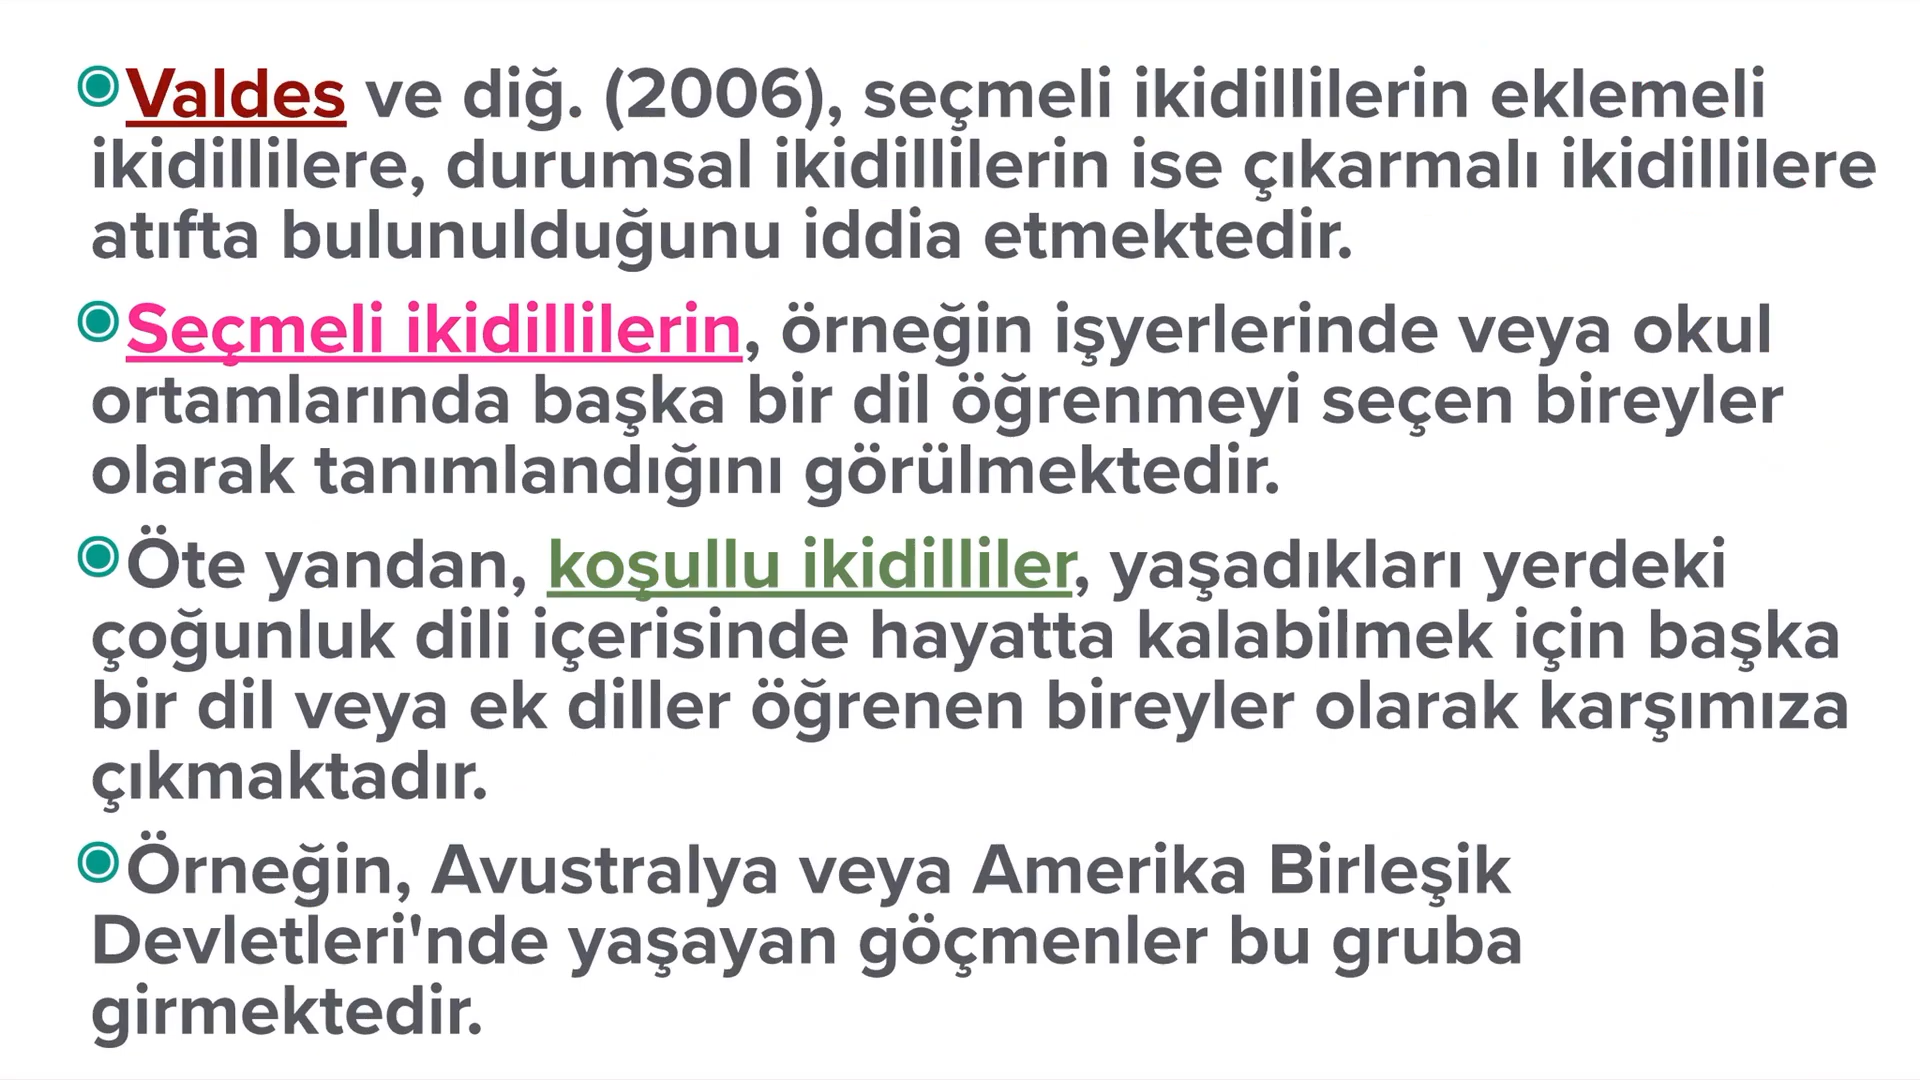 Valdes ve diğ. (2006), seçmeli ikidillilerin eklemeli
ikidillilere, durumsal ikidillilerin ise çıkarmalı ikidillilere
atıfta bulunulduğunu iddia etmektedir.
Seçmeli ikidillilerin, örneğin işyerlerinde veya okul
ortamlarında başka bir dil öğrenmeyi seçen bireyler
olarak tanımlandığını görülmektedir.
Öte yandan, koşullu ikidilliler, yaşadıkları yerdeki
çoğunluk dili içerisinde hayatta kalabilmek için başka
bir dil veya ek diller öğrenen bireyler olarak karşımıza
çıkmaktadır.
Örneğin, Avustralya veya Amerika Birleşik
Devletleri'nde yaşayan göçmenler bu gruba
girmektedir.